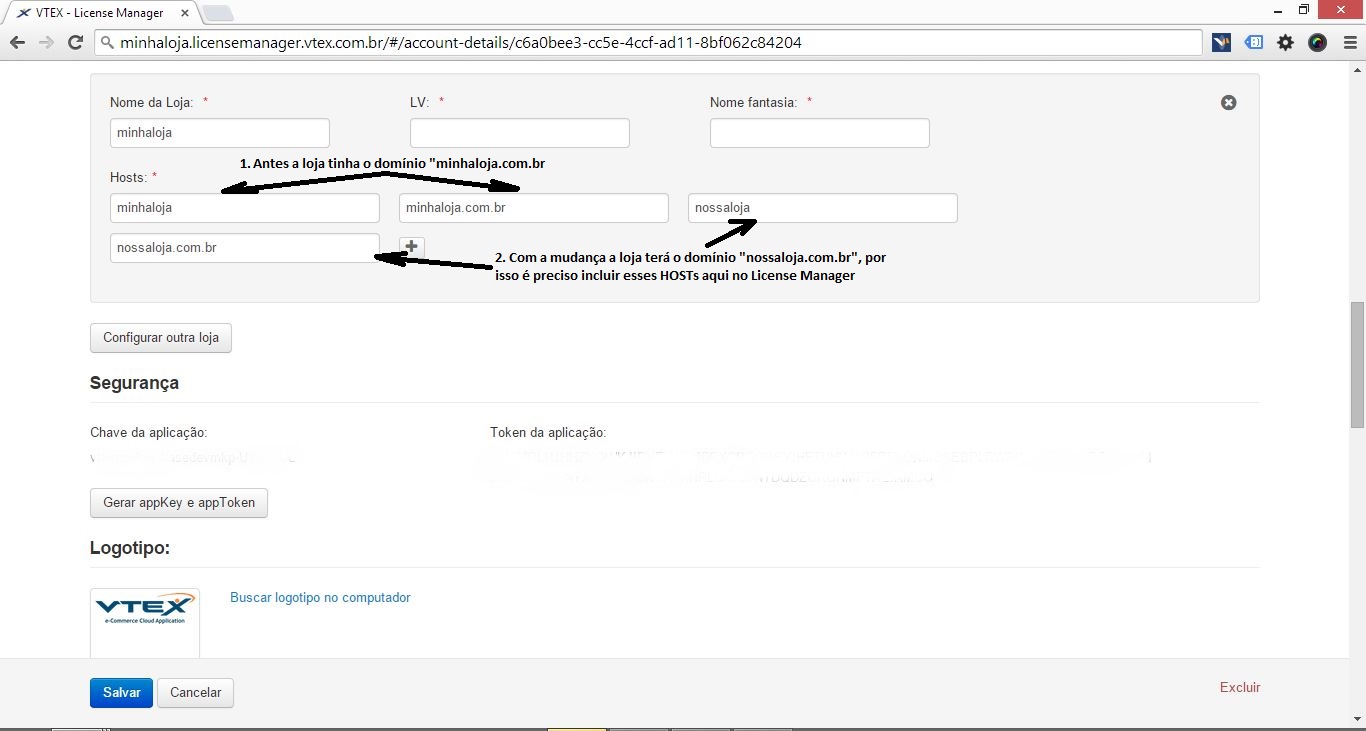 VTEX - License Manager
minhaloja.licensemanager.vtex.com.br/#/account-details/c6a0bee3-cc5e-4ccf-ad11-8bf062c84204
Nome da Loja: * LV: * Nome fantasia: *
minhaloja
1. Antes a loja tinha o domínio "minhaloja.com.br
Hosts: *
minhaloja minhaloja.com.br nossaloja
nossaloja.com.br
2. Com a mudança a loja terá o domínio "nossaloja.com.br", por
isso é preciso incluir esses HOSTs aqui no License Manager
Configurar outra loja
Segurança
Chave da aplicação: Token da aplicação:
Gerar appKey e appToken
Logotipo:
VTEX
e-Commerce Cloud Application
Buscar logotipo no computador
Salvar Cancelar Excluir